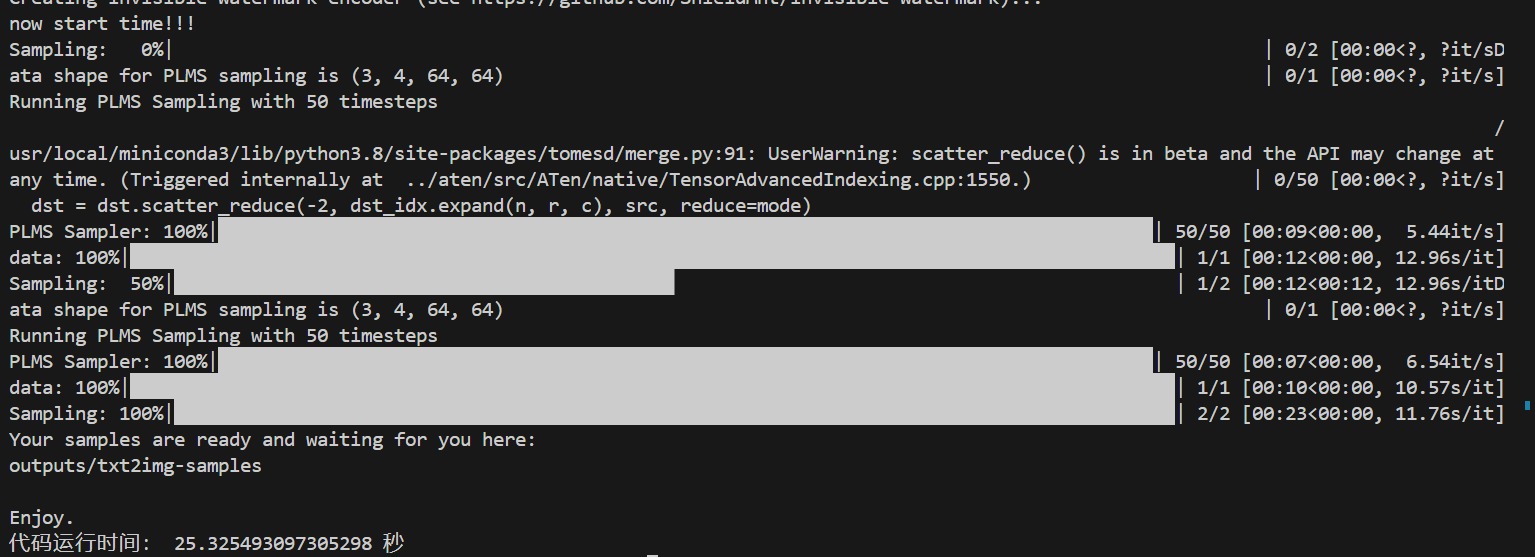 Creating invisible watermark encoder (see https://github.com/ShieldMnt/invisible-watermark)...
now start time!!!
Sampling:   0%|                                                                 | 0/2 [00:00<?, ?it/sD
ata shape for PLMS sampling is (3, 4, 64, 64)                                   | 0/1 [00:00<?, ?it/s]
Running PLMS Sampling with 50 timesteps
/
usr/local/miniconda3/lib/python3.8/site-packages/tomesd/merge.py:91: UserWarning: scatter_reduce() is in beta and the API may change at
any time. (Triggered internally at  ../aten/src/ATen/native/TensorAdvancedIndexing.cpp:1550.)                         | 0/50 [00:00<?, ?it/s]
  dst = dst.scatter_reduce(-2, dst_idx.expand(n, r, c), src, reduce=mode)
PLMS Sampler: 100%|                                                             | 50/50 [00:09<00:00,  5.44it/s]
data: 100%|                                                                     | 1/1 [00:12<00:00, 12.96s/it]
Sampling:  50%|                                                                 | 1/2 [00:12<00:12, 12.96s/itD
ata shape for PLMS sampling is (3, 4, 64, 64)                                   | 0/1 [00:00<?, ?it/s]
Running PLMS Sampling with 50 timesteps
PLMS Sampler: 100%|                                                             | 50/50 [00:07<00:00,  6.54it/s]
data: 100%|                                                                     | 1/1 [00:10<00:00, 10.57s/it]
Sampling: 100%|                                                                 | 2/2 [00:23<00:00, 11.76s/it]
Your samples are ready and waiting for you here:
outputs/txt2img-samples
Enjoy.
代码运行时间:  25.325493097305298 秒